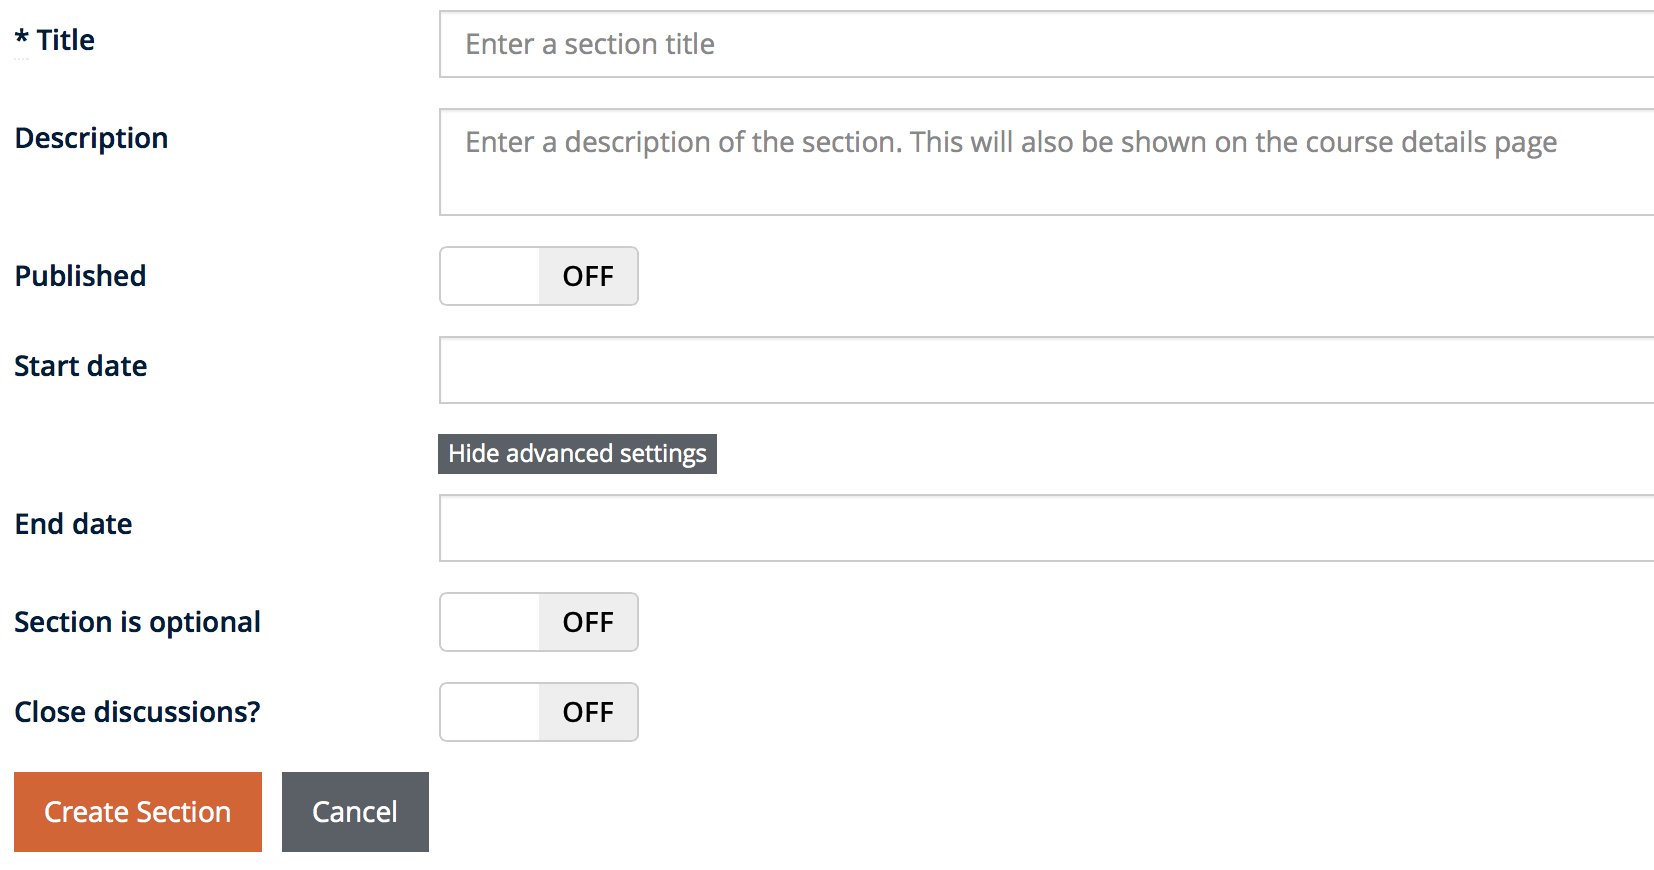 * Title
Enter a section title
Description
Enter a description of the section. This will also be shown on the course details page
Published
OFF
Start date
Hide advanced settings
End date
Section is optional
OFF
Close discussions?
OFF
Create Section
Cancel